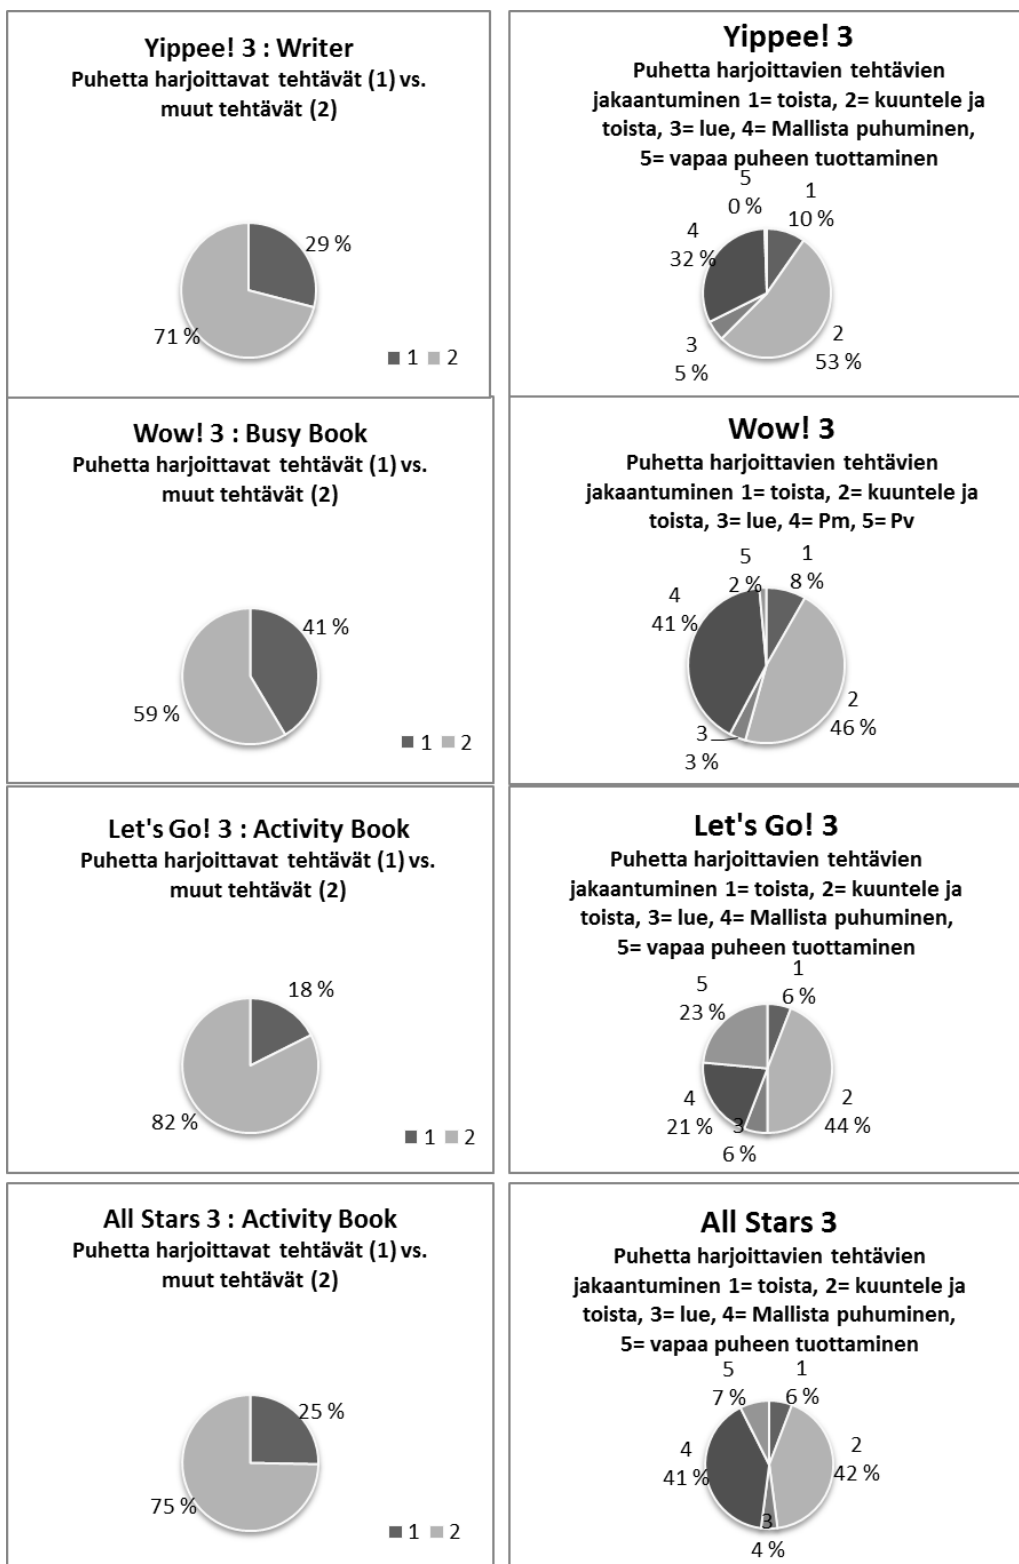 Yippee! 3 : Writer
Puhetta harjoittavat tehtävät (1) vs.
muut tehtävät (2)
29 %
71 %
1 2
Yippee! 3
Puhetta harjoittavien tehtävien
jakaantuminen 1= toista, 2= kuuntele ja
toista, 3= lue, 4= Mallista puhuminen,
5= vapaa puheen tuottaminen
5
0 %
1
10 %
4
32 %
2
53 %
3
5 %
Wow! 3 : Busy Book
Puhetta harjoittavat tehtävät (1) vs.
muut tehtävät (2)
41 %
59 %
1 2
Wow! 3
Puhetta harjoittavien tehtävien
jakaantuminen 1= toista, 2= kuuntele ja
toista, 3= lue, 4= Pm, 5= Pv
5
2 %
1
8 %
4
41 %
2
46 %
3
3 %
Let's Go! 3 : Activity Book
Puhetta harjoittavat tehtävät (1) vs.
muut tehtävät (2)
18 %
82 %
1 2
Let's Go! 3
Puhetta harjoittavien tehtävien
jakaantuminen 1= toista, 2= kuuntele ja
toista, 3= lue, 4= Mallista puhuminen,
5= vapaa puheen tuottaminen
5
23 %
1
6 %
4
21 %
2
44 %
3
6 %
All Stars 3 : Activity Book
Puhetta harjoittavat tehtävät (1) vs.
muut tehtävät (2)
25 %
75 %
1 2
All Stars 3
Puhetta harjoittavien tehtävien
jakaantuminen 1= toista, 2= kuuntele ja
toista, 3= lue, 4= Mallista puhuminen,
5= vapaa puheen tuottaminen
5
7 %
1
6 %
4
41 %
2
42 %
3
4 %